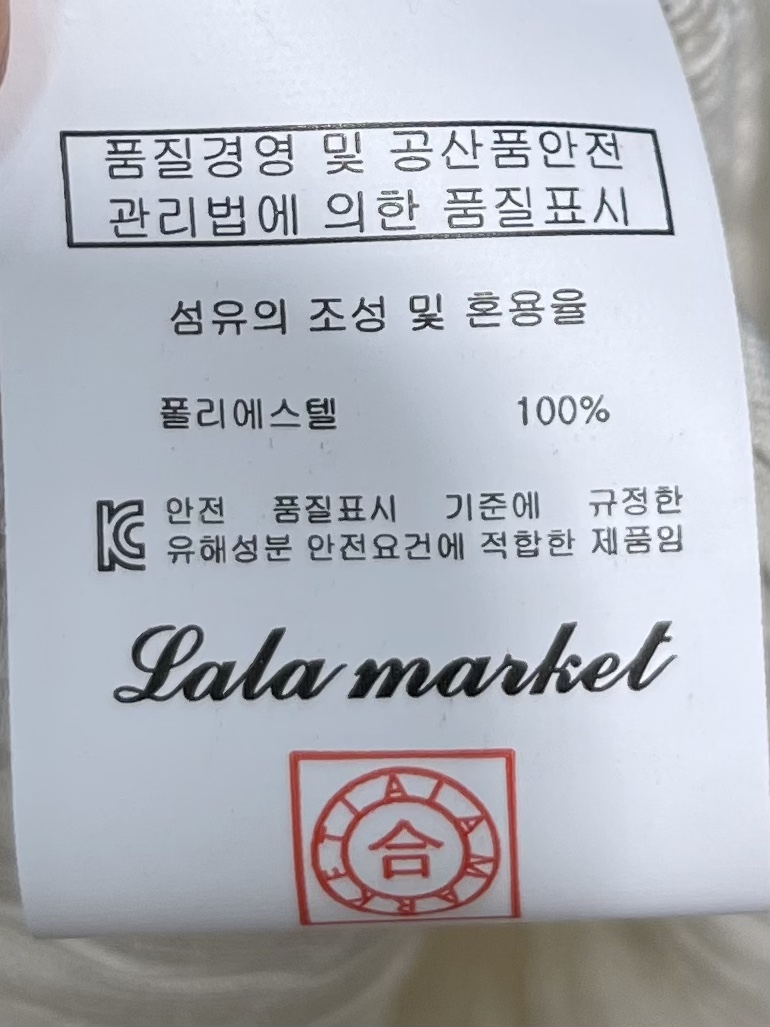 품질경영 및 공산품안전
관리법에 의한 품질표시
섬유의 조성 및 혼용율
폴리에스텔 100%
안전 품질표시 기준에 규정한
유해성분 안전요건에 적합한 제품임
Lala market
LALA MARKET
合